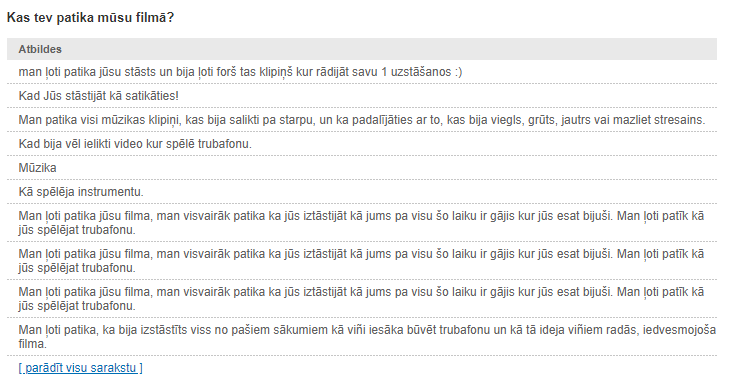 Kas tev patika mūsu filmā?
Atbildes
man ļoti patika jūsu stāsts un bija ļoti foršš tas klipiņš kur rādijāt savu 1 uzstāšanos :)
Kad Jūs stāstijāt kā satikāties!
Man patika visi mūzikas klipiņi, kas bija salikti pa starpu, un ka padalījāties ar to, kas bija viegls, grūts, jautrs vai mazliet stresains.
Kad bija vēl ielikti video kur spēlē trubafonu.
Mūzika
Kā spēlēja instrumentu.
Man ļoti patika jūsu filma, man visvairāk patika ka jūs iztāstijāt kā jums pa visu šo laiku ir gājis kur jūs esat bijuši. Man ļoti patīk kā
jūs spēlējat trubafonu.
Man ļoti patika jūsu filma, man visvairāk patika ka jūs iztāstijāt kā jums pa visu šo laiku ir gājis kur jūs esat bijuši. Man ļoti patīk kā
jūs spēlējat trubafonu.
Man ļoti patika jūsu filma, man visvairāk patika ka jūs iztāstijāt kā jums pa visu šo laiku ir gājis kur jūs esat bijuši. Man ļoti patīk kā
jūs spēlējat trubafonu.
Man ļoti patika, ka bija izstāstīts viss no pašiem sākumiem kā viņi iesāka būvēt trubafonu un kā tā ideja viņiem radās, iedvesmojoša
filma.
[ parādīt visu sarakstu ]